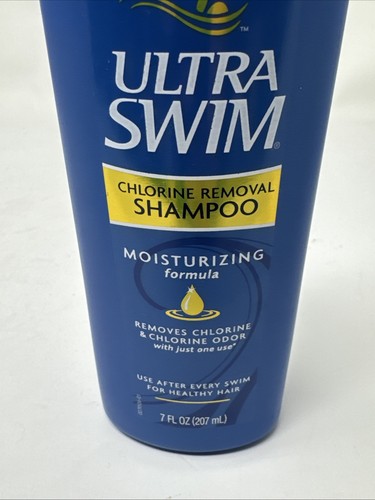 ™
ULTRA
SWIM®
CHLORINE REMOVAL
SHAMPOO
MOISTURIZING
formula
REMOVES CHLORINE
& CHLORINE ODOR
with just one use*
USE AFTER EVERY SWIM
FOR HEALTHY HAIR
7 FL OZ (207 mL)